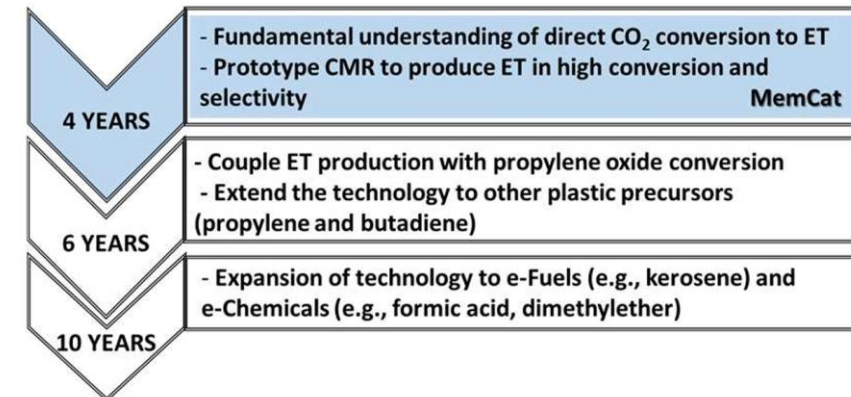 - Fundamental understanding of direct CO₂ conversion to ET
- Prototype CMR to produce ET in high conversion and
selectivity MemCat
4 YEARS
- Couple ET production with propylene oxide conversion
- Extend the technology to other plastic precursors
(propylene and butadiene)
6 YEARS
- Expansion of technology to e-Fuels (e.g., kerosene) and
e-Chemicals (e.g., formic acid, dimethylether)
10 YEARS